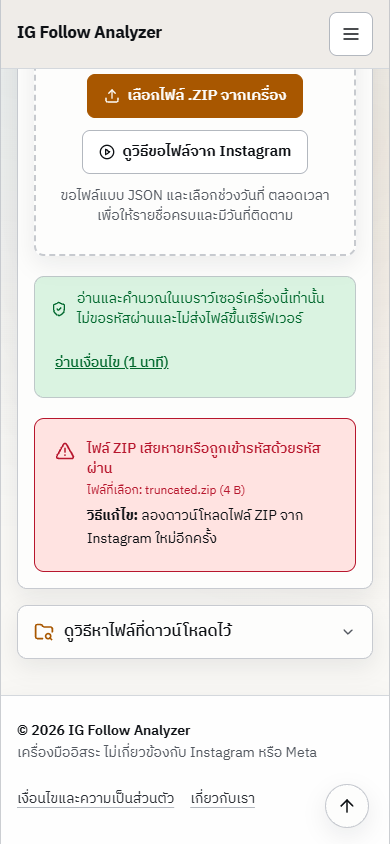 IG Follow Analyzer
เลือกไฟล์ .ZIP จากเครื่อง
ดูวิธีขอไฟล์จาก Instagram
ขอไฟล์แบบ JSON และเลือกช่วงวันที่ ตลอดเวลา
เพื่อให้รายชื่อครบและมีวันที่ติดตาม
อ่านและคำนวณในเบราว์เซอร์เครื่องนี้เท่านั้น
ไม่ขอรหัสผ่านและไม่ส่งไฟล์ขึ้นเซิร์ฟเวอร์
อ่านเงื่อนไข (1 นาที)
ไฟล์ ZIP เสียหายหรือถูกเข้ารหัสด้วยรหัส
ผ่าน
ไฟล์ที่เลือก: truncated.zip (4 B)
วิธีแก้ไข: ลองดาวน์โหลดไฟล์ ZIP จาก
Instagram ใหม่อีกครั้ง
ดูวิธีหาไฟล์ที่ดาวน์โหลดไว้
© 2026 IG Follow Analyzer
เครื่องมืออิสระ ไม่เกี่ยวข้องกับ Instagram หรือ Meta
เงื่อนไขและความเป็นส่วนตัว เกี่ยวกับเรา